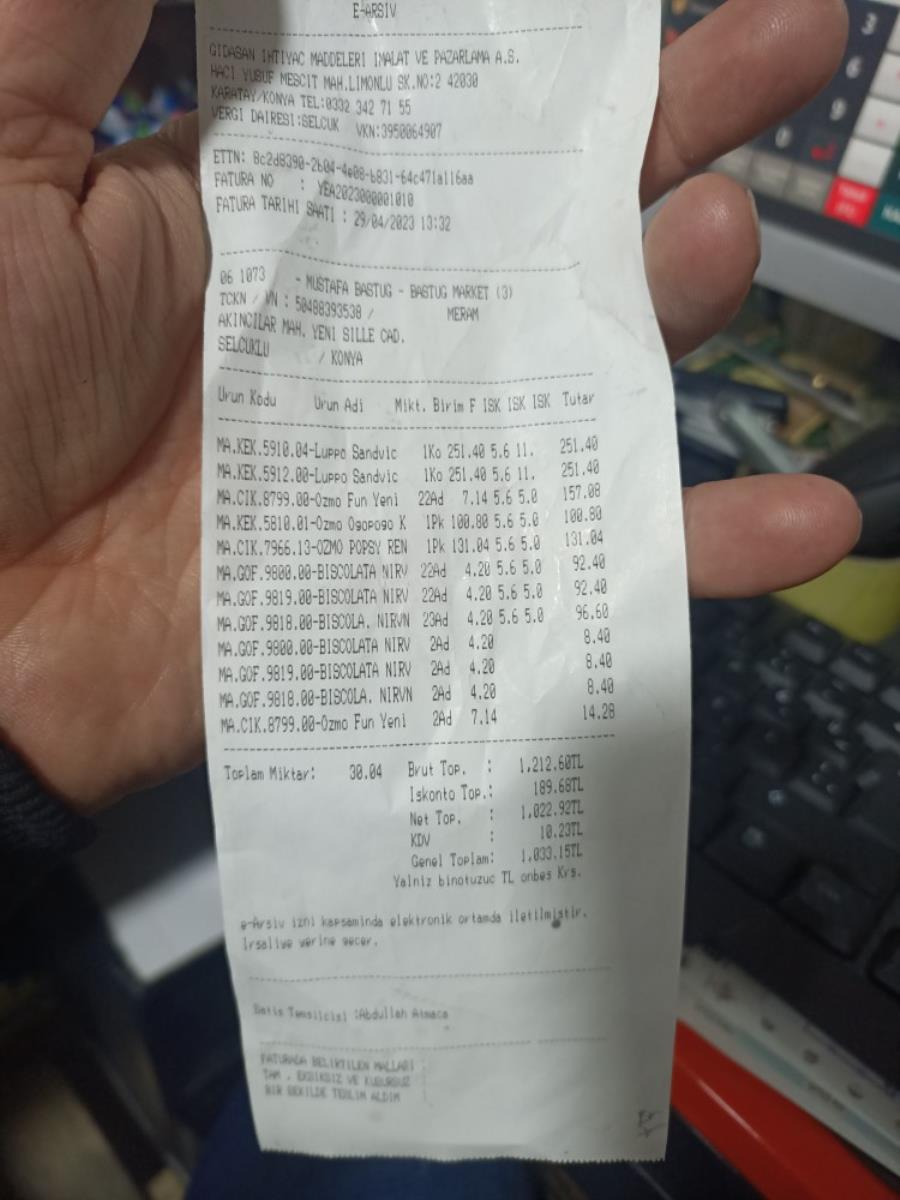 E-ARSIV
GIDASAN IHTIYAC MADDELERI IMALAT VE PAZARLAMA A.S.
HACI YUSUF MESCIT MAH.LIMONLU SK.NO:2 42030
KARATAY/KONYA TEL:0332 342 71 55
VERGI DAIRESI:SELCUK VKN:3950064907
ETTN: 8c2d8390-2b04-4e08-b831-64c471a116aa
FATURA NO : YEA2023000001010
FATURA TARIHI SAATI : 29/04/2023 13:32
06 1073 - MUSTAFA BASTUG - BASTUG MARKET (3)
TCKN / VN : 50488393538 / MERAM
AKINCILAR MAH. YENI SILLE CAD.
SELCUKLU / KONYA
Urun Kodu Urun Adi Mikt. Birim F ISK ISK ISK Tutar
MA.KEK.5910.04-Luppo Sandvic 1Ko 251.40 5.6 11. 251.40
MA.KEK.5912.00-Luppo Sandvic 1Ko 251.40 5.6 11. 251.40
MA.CIK.8799.00-Ozmo Fun Yeni 22Ad 7.14 5.6 5.0 157.08
MA.KEK.5810.01-Ozmo Ogopogo K 1Pk 100.80 5.6 5.0 100.80
MA.CIK.7966.13-OZMO POPSY REN 1Pk 131.04 5.6 5.0 131.04
MA.GOF.9800.00-BISCOLATA NIRV 22Ad 4.20 5.6 5.0 92.40
MA.GOF.9819.00-BISCOLATA NIRV 22Ad 4.20 5.6 5.0 92.40
MA.GOF.9818.00-BISCOLA. NIRVN 23Ad 4.20 5.6 5.0 96.60
MA.GOF.9800.00-BISCOLATA NIRV 2Ad 4.20 8.40
MA.GOF.9819.00-BISCOLATA NIRV 2Ad 4.20 8.40
MA.GOF.9818.00-BISCOLA. NIRVN 2Ad 4.20 8.40
MA.CIK.8799.00-Ozmo Fun Yeni 2Ad 7.14 14.28
Toplam Miktar: 30.04 Brut Top. : 1,212.60TL
Iskonto Top.: 189.68TL
Net Top. : 1,022.92TL
KDV : 10.23TL
Genel Toplam: 1,033.15TL
Yalniz binotuzuc TL onbes Krs.
e-Arsiv izni kapsaminda elektronik ortamda iletilmistir.
Irsaliye yerine gecer.
Satis Temsilcisi :Abdullah
FATURADA BELIRTILEN MALLARI
TAM , EKSIKSIZ VE KUSURSUZ
BIR SEKILDE TESLIM ALDIM
3
6
9
0